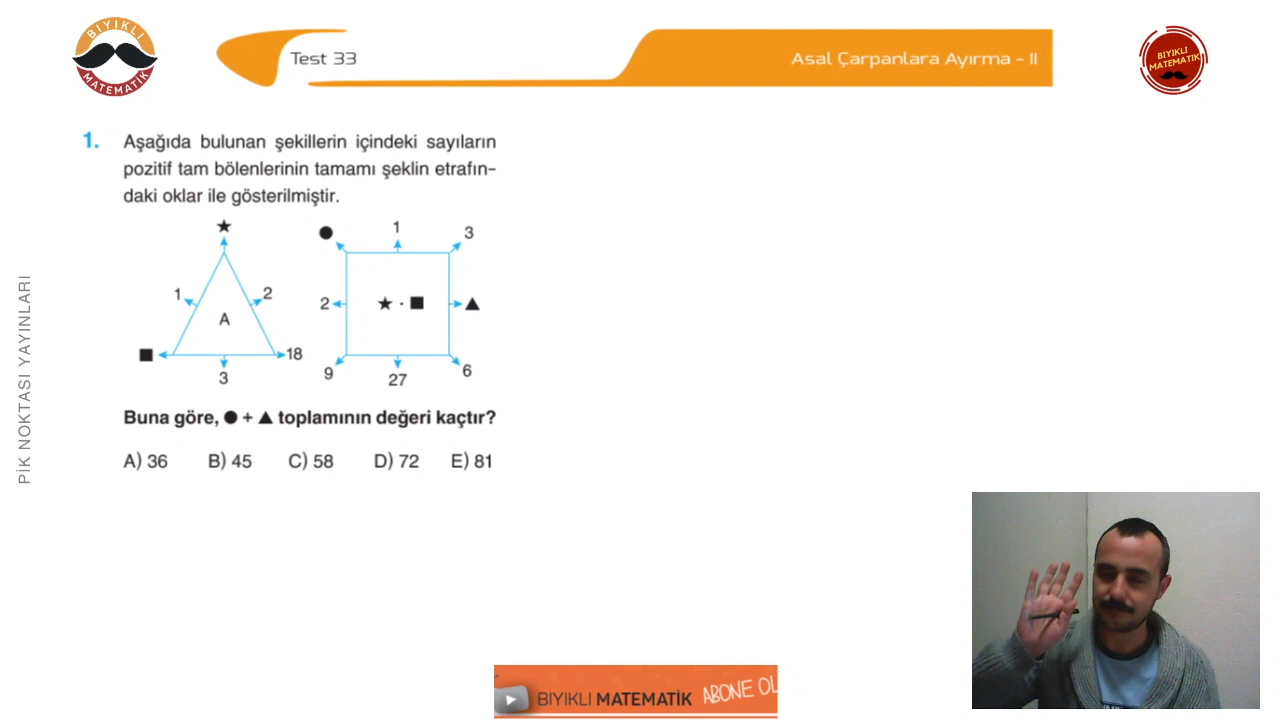 BIYIKLI
MATEMATİK
Test 33
Asal Çarpanlara Ayırma - II
BIYIKLI
MATEMATİK
PİK NOKTASI YAYINLARI
1. Aşağıda bulunan şekillerin içindeki sayıların
pozitif tam bölenlerinin tamamı şeklin etrafın-
daki oklar ile gösterilmiştir.
★
1
2
A
■
18
3
●
1
3
2
★ · ■
▲
9
27
6
Buna göre, ● + ▲ toplamının değeri kaçtır?
A) 36 B) 45 C) 58 D) 72 E) 81
BIYIKLI MATEMATİK ABONE OL